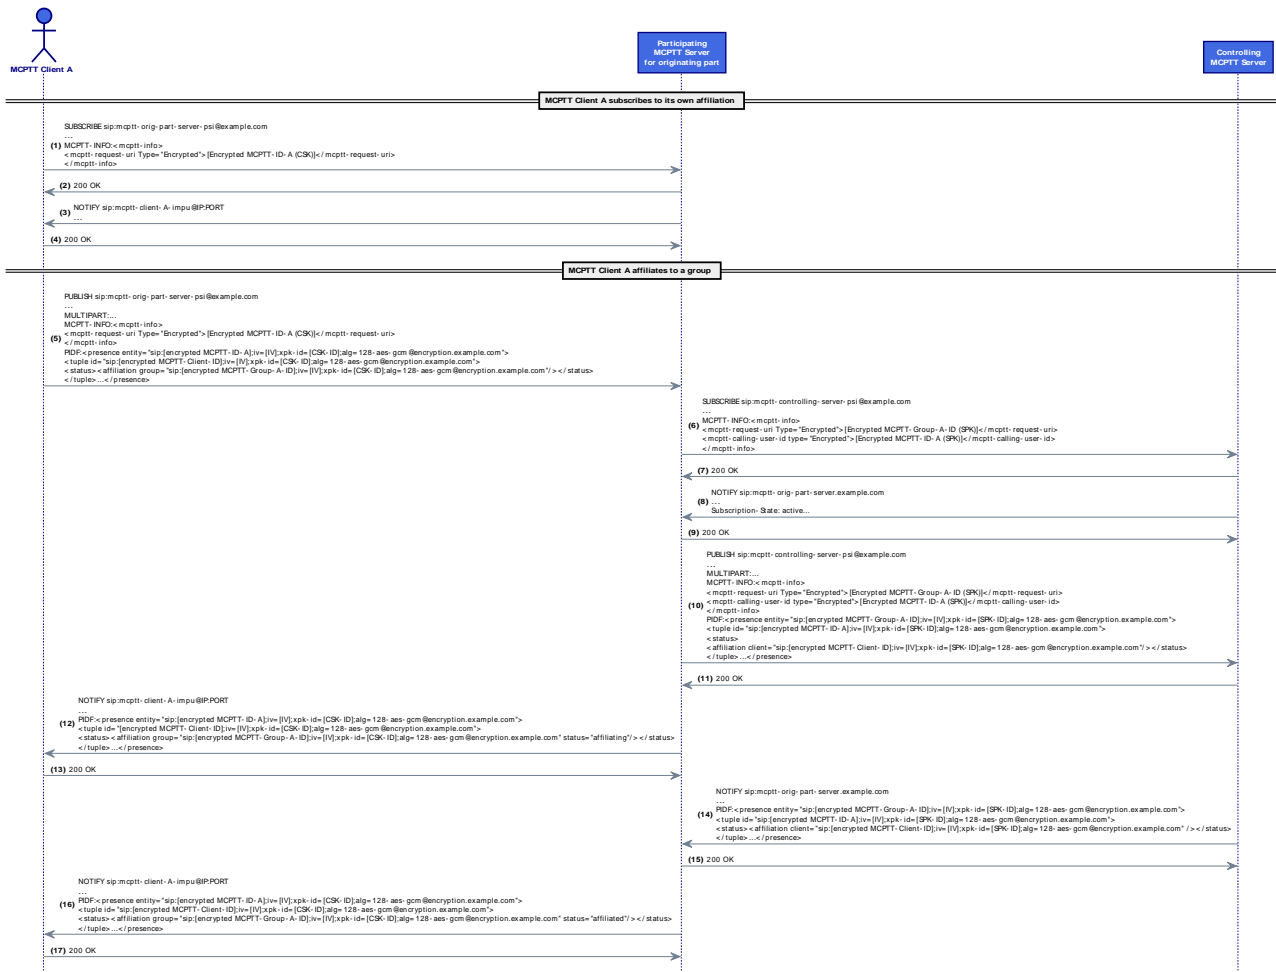 MCPTT Client A
Participating
MCPTT Server
for originating part
Controlling
MCPTT Server
MCPTT Client A subscribes to its own affiliation
SUBSCRIBE sip:mcptt-orig-part-server-psi@example.com
...
(1) MCPTT-INFO:<mcptt-info>
<mcptt-request-uri Type="Encrypted">[Encrypted MCPTT-ID-A (CSK)]</mcptt-request-uri>
</mcptt-info>
(2) 200 OK
NOTIFY sip:mcptt-client-A-impu@IP:PORT
(3) ...
(4) 200 OK
MCPTT Client A affiliates to a group
PUBLISH sip:mcptt-orig-part-server-psi@example.com
...
MULTIPART:...
MCPTT-INFO:<mcptt-info>
<mcptt-request-uri Type="Encrypted">[Encrypted MCPTT-ID-A (CSK)]</mcptt-request-uri>
(5) </mcptt-info>
PIDF:<presence entity="sip:[encrypted MCPTT-ID-A];iv=[IV];xpk-id=[CSK-ID];alg=128-aes-gcm@encryption.example.com">
<tuple id="sip:[encrypted MCPTT-Client-ID];iv=[IV];xpk-id=[CSK-ID];alg=128-aes-gcm@encryption.example.com">
<status><affiliation group="sip:[encrypted MCPTT-Group-A-ID];iv=[IV];xpk-id=[CSK-ID];alg=128-aes-gcm@encryption.example.com"/></status>
</tuple>...</presence>
SUBSCRIBE sip:mcptt-controlling-server-psi@example.com
...
MCPTT-INFO:<mcptt-info>
(6) <mcptt-request-uri Type="Encrypted">[Encrypted MCPTT-Group-A-ID (SPK)]</mcptt-request-uri>
<mcptt-calling-user-id type="Encrypted">[Encrypted MCPTT-ID-A (SPK)]</mcptt-calling-user-id>
</mcptt-info>
(7) 200 OK
NOTIFY sip:mcptt-orig-part-server.example.com
(8) ...
Subscription-State: active...
(9) 200 OK
PUBLISH sip:mcptt-controlling-server-psi@example.com
...
MULTIPART:...
MCPTT-INFO:<mcptt-info>
<mcptt-request-uri Type="Encrypted">[Encrypted MCPTT-Group-A-ID (SPK)]</mcptt-request-uri>
<mcptt-calling-user-id type="Encrypted">[Encrypted MCPTT-ID-A (SPK)]</mcptt-calling-user-id>
(10) </mcptt-info>
PIDF:<presence entity="sip:[encrypted MCPTT-Group-A-ID];iv=[IV];xpk-id=[SPK-ID];alg=128-aes-gcm@encryption.example.com">
<tuple id="sip:[encrypted MCPTT-ID-A];iv=[IV];xpk-id=[SPK-ID];alg=128-aes-gcm@encryption.example.com">
<status>
<affiliation client="sip:[encrypted MCPTT-Client-ID];iv=[IV];xpk-id=[SPK-ID];alg=128-aes-gcm@encryption.example.com"/></status>
</tuple>...</presence>
(11) 200 OK
NOTIFY sip:mcptt-client-A-impu@IP:PORT
...
PIDF:<presence entity="sip:[encrypted MCPTT-ID-A];iv=[IV];xpk-id=[CSK-ID];alg=128-aes-gcm@encryption.example.com">
(12) <tuple id="[encrypted MCPTT-Client-ID];iv=[IV];xpk-id=[CSK-ID];alg=128-aes-gcm@encryption.example.com">
<status><affiliation group="sip:[encrypted MCPTT-Group-A-ID];iv=[IV];xpk-id=[CSK-ID];alg=128-aes-gcm@encryption.example.com" status="affiliating"/></status>
</tuple>...</presence>
(13) 200 OK
NOTIFY sip:mcptt-orig-part-server.example.com
...
PIDF:<presence entity="sip:[encrypted MCPTT-Group-A-ID];iv=[IV];xpk-id=[SPK-ID];alg=128-aes-gcm@encryption.example.com">
(14) <tuple id="sip:[encrypted MCPTT-ID-A];iv=[IV];xpk-id=[SPK-ID];alg=128-aes-gcm@encryption.example.com">
<status><affiliation client="sip:[encrypted MCPTT-Client-ID];iv=[IV];xpk-id=[SPK-ID];alg=128-aes-gcm@encryption.example.com" /></status>
</tuple>...</presence>
(15) 200 OK
NOTIFY sip:mcptt-client-A-impu@IP:PORT
...
PIDF:<presence entity="sip:[encrypted MCPTT-ID-A];iv=[IV];xpk-id=[CSK-ID];alg=128-aes-gcm@encryption.example.com">
(16) <tuple id="sip:[encrypted MCPTT-Client-ID];iv=[IV];xpk-id=[CSK-ID];alg=128-aes-gcm@encryption.example.com">
<status><affiliation group="sip:[encrypted MCPTT-Group-A-ID];iv=[IV];xpk-id=[CSK-ID];alg=128-aes-gcm@encryption.example.com" status="affiliated"/></status>
</tuple>...</presence>
(17) 200 OK